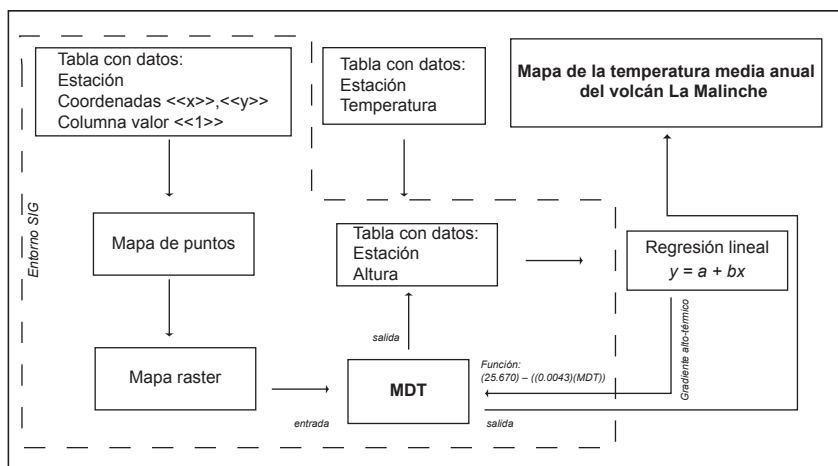 Tabla con datos:
Estación
Coordenadas <<x>>,<<y>>
Columna valor <<1>>
Tabla con datos:
Estación
Temperatura
Mapa de la temperatura media anual
del volcán La Malinche
Entorno SIG
Mapa de puntos
Tabla con datos:
Estación
Altura
Regresión lineal
y = a + bx
salida
Gradiente alto-térmico
Mapa raster
MDT
Función:
(25.670) – ((0.0043)(MDT))
entrada
salida